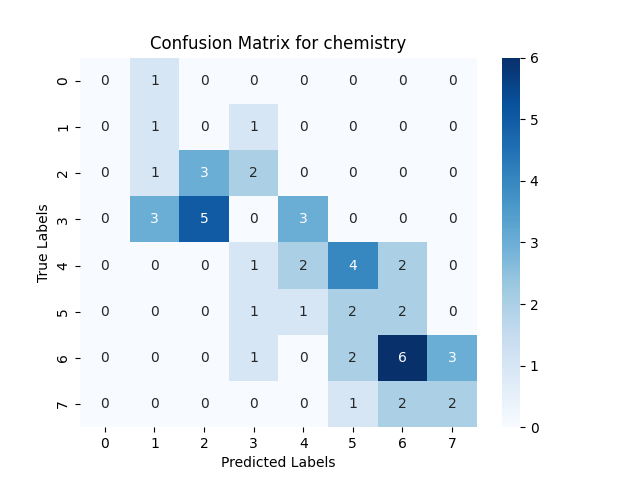 Confusion Matrix for chemistry
True Labels
0 0 1 0 0 0 0 0 0
1 0 1 0 1 0 0 0 0
2 0 1 3 2 0 0 0 0
3 0 3 5 0 3 0 0 0
4 0 0 0 1 2 4 2 0
5 0 0 0 1 1 2 2 0
6 0 0 0 1 0 2 6 3
7 0 0 0 0 0 1 2 2
0 1 2 3 4 5 6 7
Predicted Labels
6
5
4
3
2
1
0